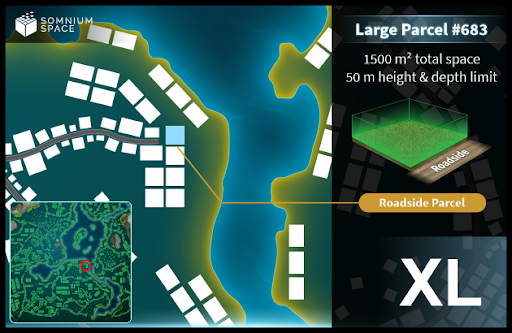 SOMNIUM
SPACE
Large Parcel #683
1500 m² total space
50 m height & depth limit
Roadside
Roadside Parcel
XL